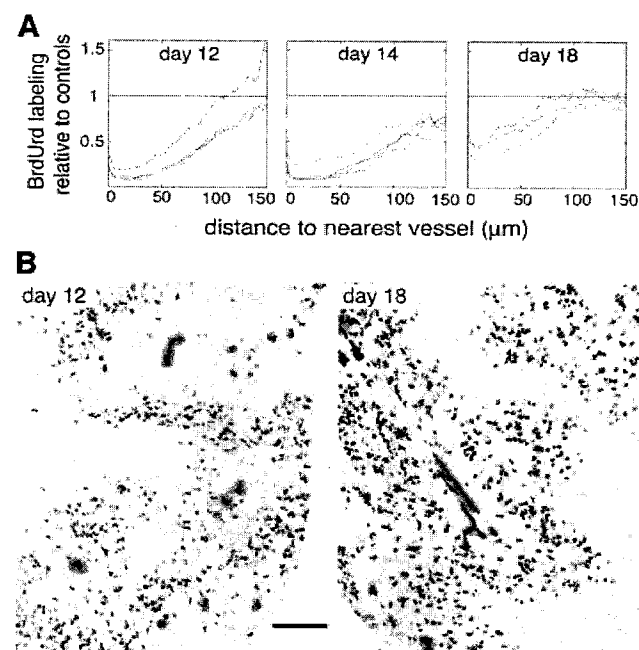 A
BrdUrd labeling
relative to controls
1.5
1
0.5
day 12
day 14
day 18
0 50 100 150
0 50 100 150
0 50 100 150
distance to nearest vessel (µm)
B
day 12
day 18